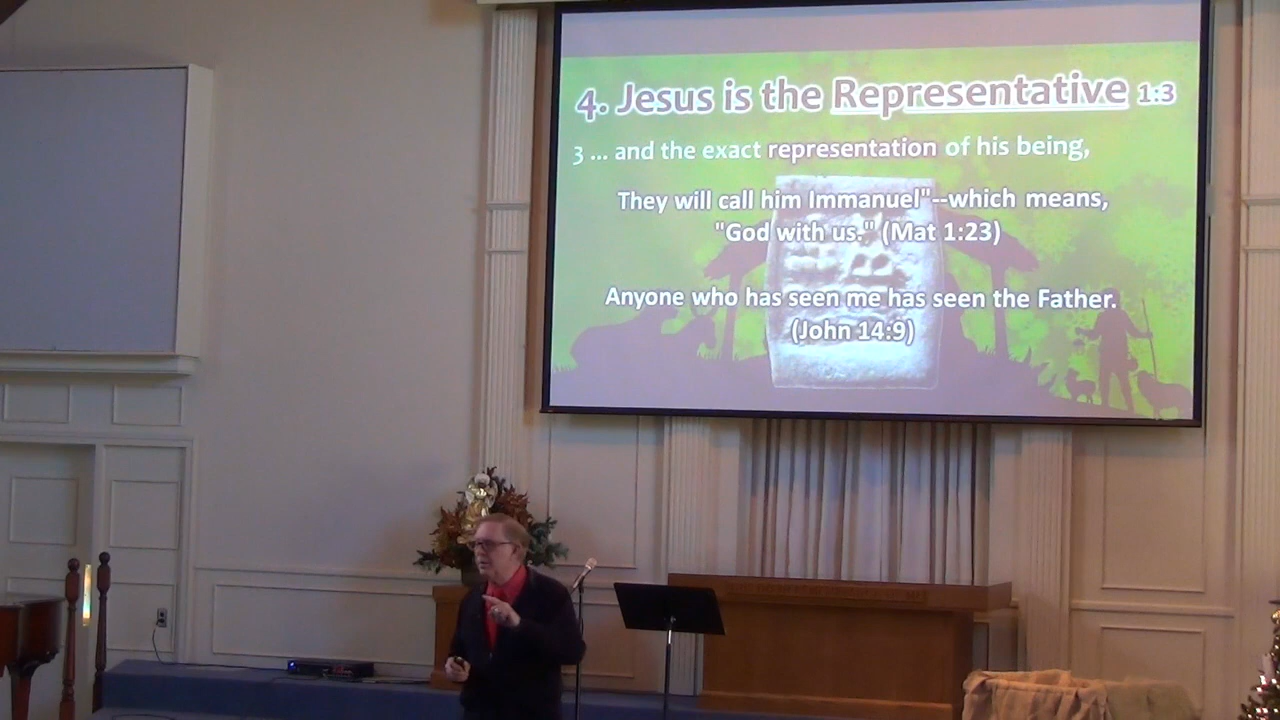 4. Jesus is the Representative 1:3
3 ... and the exact representation of his being,
They will call him Immanuel"--which means,
"God with us." (Mat 1:23)
Anyone who has seen me has seen the Father.
(John 14:9)